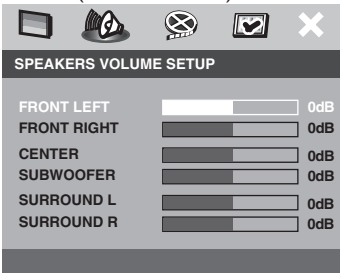 SPEAKERS VOLUME SETUP
FRONT LEFT 0dB
FRONT RIGHT 0dB
CENTER 0dB
SUBWOOFER 0dB
SURROUND L 0dB
SURROUND R 0dB